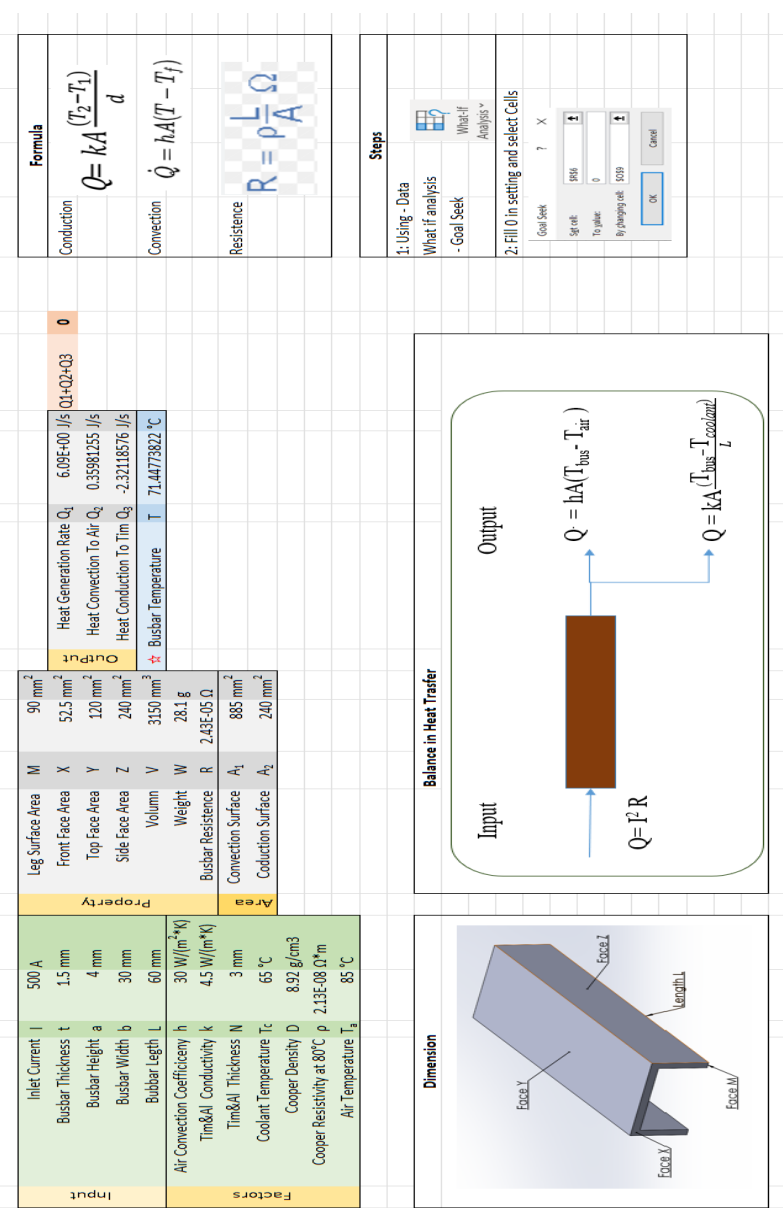 Input
Inlet Current I 500 A
Busbar Thickness t 1.5 mm
Busbar Height a 4 mm
Busbar Width b 30 mm
Bubbar Legth L 60 mm
Factors
Air Convection Coefficiceny h 30 W/(m²*K)
Tim&Al Conductivity k 4.5 W/(m*K)
Tim&Al Thickness N 3 mm
Coolant Temperature Tc 65 °C
Cooper Density D 8.92 g/cm3
Cooper Resistivity at 80°C ρ 2.13E-08 Ω*m
Air Temperature Ta 85 °C
Property
Leg Surface Area M 90 mm²
Front Face Area X 52.5 mm²
Top Face Area Y 120 mm²
Side Face Area Z 240 mm²
Volumn V 3150 mm³
Weight W 28.1 g
Busbar Resistence R 2.43E-05 Ω
Area
Convection Surface A₁ 885 mm²
Coduction Surface A₂ 240 mm²
OutPut
Heat Generation Rate Q₁ 6.09E+00 J/s Q1+Q2+Q3 0
Heat Convection To Air Q₂ 0.35981255 J/s
Heat Conduction To Tim Q₃ -2.32118576 J/s
☆ Busbar Temperature T 71.44773822 °C
Formula
Conduction Q= kA (T₂−T₁)/d
Convection Q̇ = hA(T − Tf)
Resistence R = ρ L/A Ω
Dimension
Face Y
Face Z
Face X
Length L
Face M
Balance in Heat Trasfer
Input Output
Q= I² R
Q· = hA(Tbus- Tair )
Q = kA (Tbus-Tcoolant)/L
Steps
1: Using - Data
What if analysis
- Goal Seek
What-If
Analysis ˅
2: Fill 0 in setting and select Cells
Goal Seek ? X
Set cell: $R$6
To value: 0
By changing cell: $O$9
OK Cancel